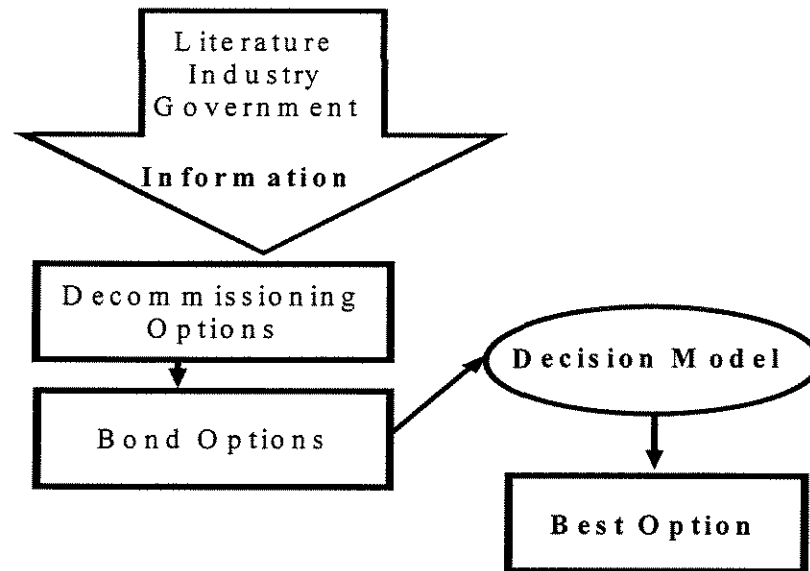 Literature
Industry
Government
Information
Decommissioning
Options
Bond Options
Decision Model
Best Option